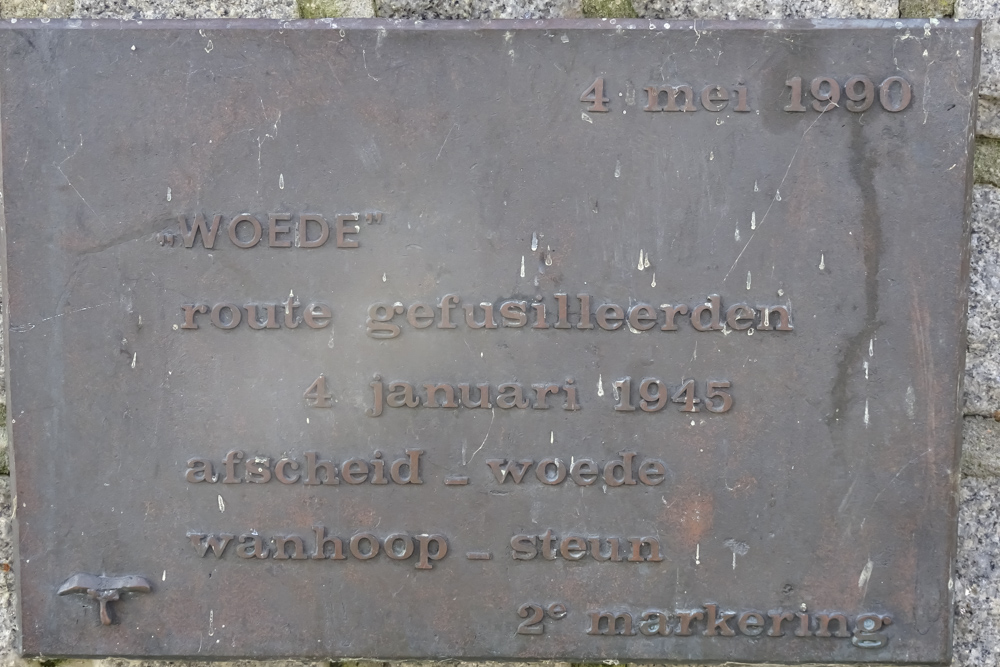 4 mei 1990
„WOEDE”
route gefusilleerden
4 januari 1945
afscheid - woede
wanhoop - steun
2e markering